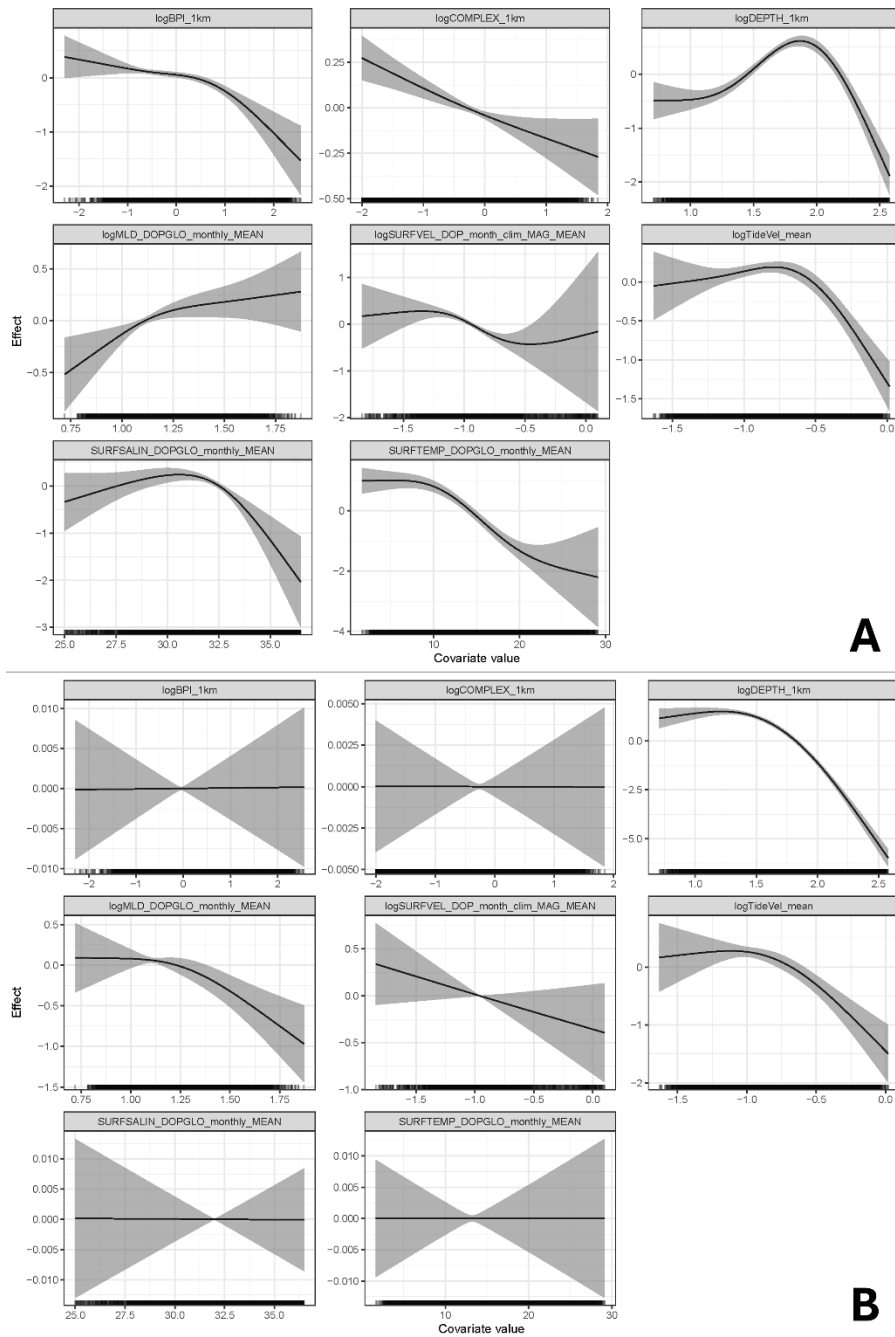 logBPI_1km logCOMPLEX_1km logDEPTH_1km
0 −1 −2
0.25 0.00 −0.25 −0.50
0 −1 −2
−2 −1 0 1 2
−2 −1 0 1 2
1.0 1.5 2.0 2.5
logMLD_DOPGLO_monthly_MEAN logSURFVEL_DOP_month_clim_MAG_MEAN logTideVel_mean
0.5 0.0 −0.5
1 0 −1 −2
0.0 −0.5 −1.0 −1.5
0.75 1.00 1.25 1.50 1.75
−1.5 −1.0 −0.5 0.0
−1.5 −1.0 −0.5 0.0
SURFSALIN_DOPGLO_monthly_MEAN SURFTEMP_DOPGLO_monthly_MEAN
0 −1 −2 −3
0 −2 −4
25.0 27.5 30.0 32.5 35.0
10 20 30
Effect
Covariate value
A
logBPI_1km logCOMPLEX_1km logDEPTH_1km
0.010 0.005 0.000 −0.005 −0.010
0.0050 0.0025 0.0000 −0.0025 −0.0050
0.0 −2.5 −5.0
−2 −1 0 1 2
−2 −1 0 1 2
1.0 1.5 2.0 2.5
logMLD_DOPGLO_monthly_MEAN logSURFVEL_DOP_month_clim_MAG_MEAN logTideVel_mean
0.5 0.0 −0.5 −1.0 −1.5
0.5 0.0 −0.5 −1.0
0 −1 −2
0.75 1.00 1.25 1.50 1.75
−1.5 −1.0 −0.5 0.0
−1.5 −1.0 −0.5 0.0
SURFSALIN_DOPGLO_monthly_MEAN SURFTEMP_DOPGLO_monthly_MEAN
0.010 0.005 0.000 −0.005 −0.010
0.010 0.005 0.000 −0.005 −0.010
25.0 27.5 30.0 32.5 35.0
10 20 30
Effect
Covariate value
B